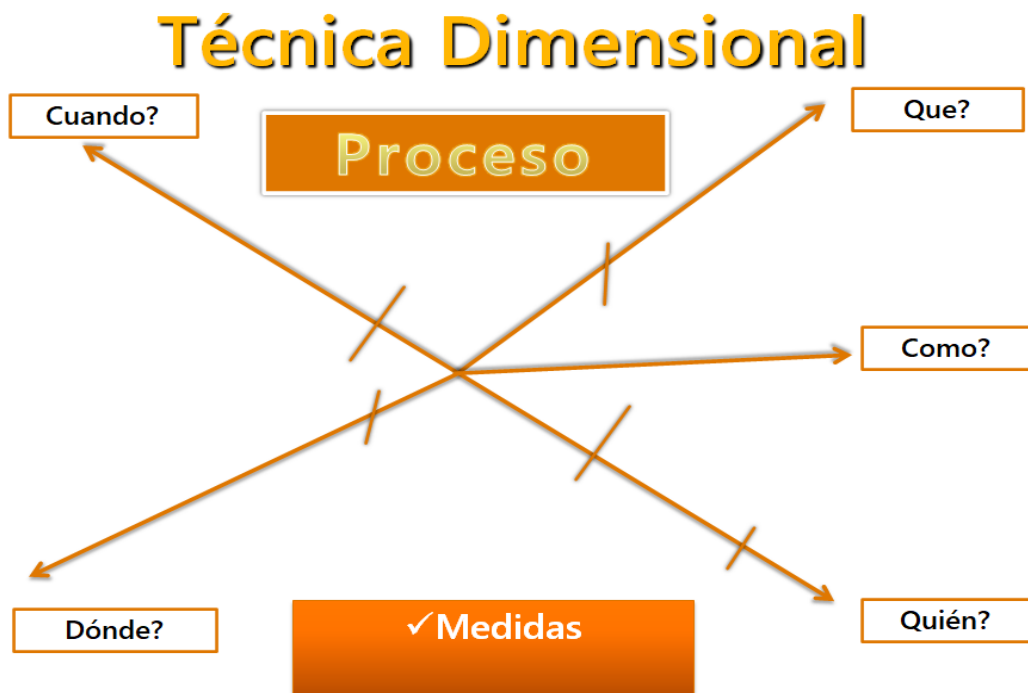 Técnica Dimensional
Cuando?
Que?
Proceso
Como?
Dónde?
✓Medidas
Quién?